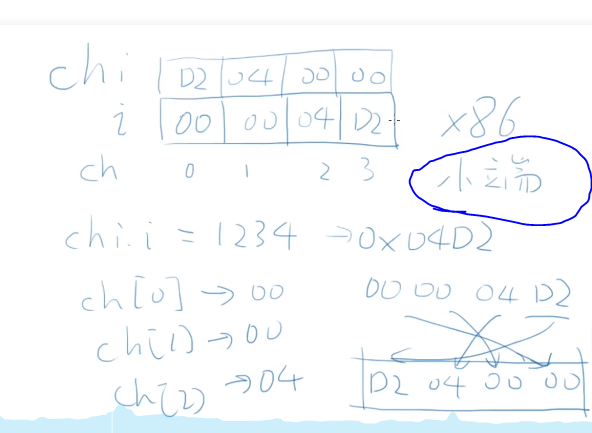 chi D2 04 00 00
i 00 00 04 D2 x86
ch 0 1 2 3 小端
chi.i = 1234 →0x04D2
ch[0] → 00 00 00 04 D2
ch[1] → 00
ch[2] → 04 D2 04 00 00